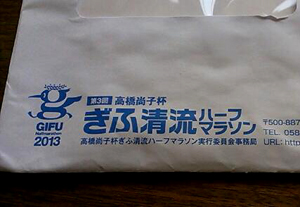 第3回 高橋尚子杯
ぎふ清流ハーフマラソン
高橋尚子杯ぎふ清流ハーフマラソン実行委員会事務局
GIFU
2013
〒500-887
TEL 058
URL: http